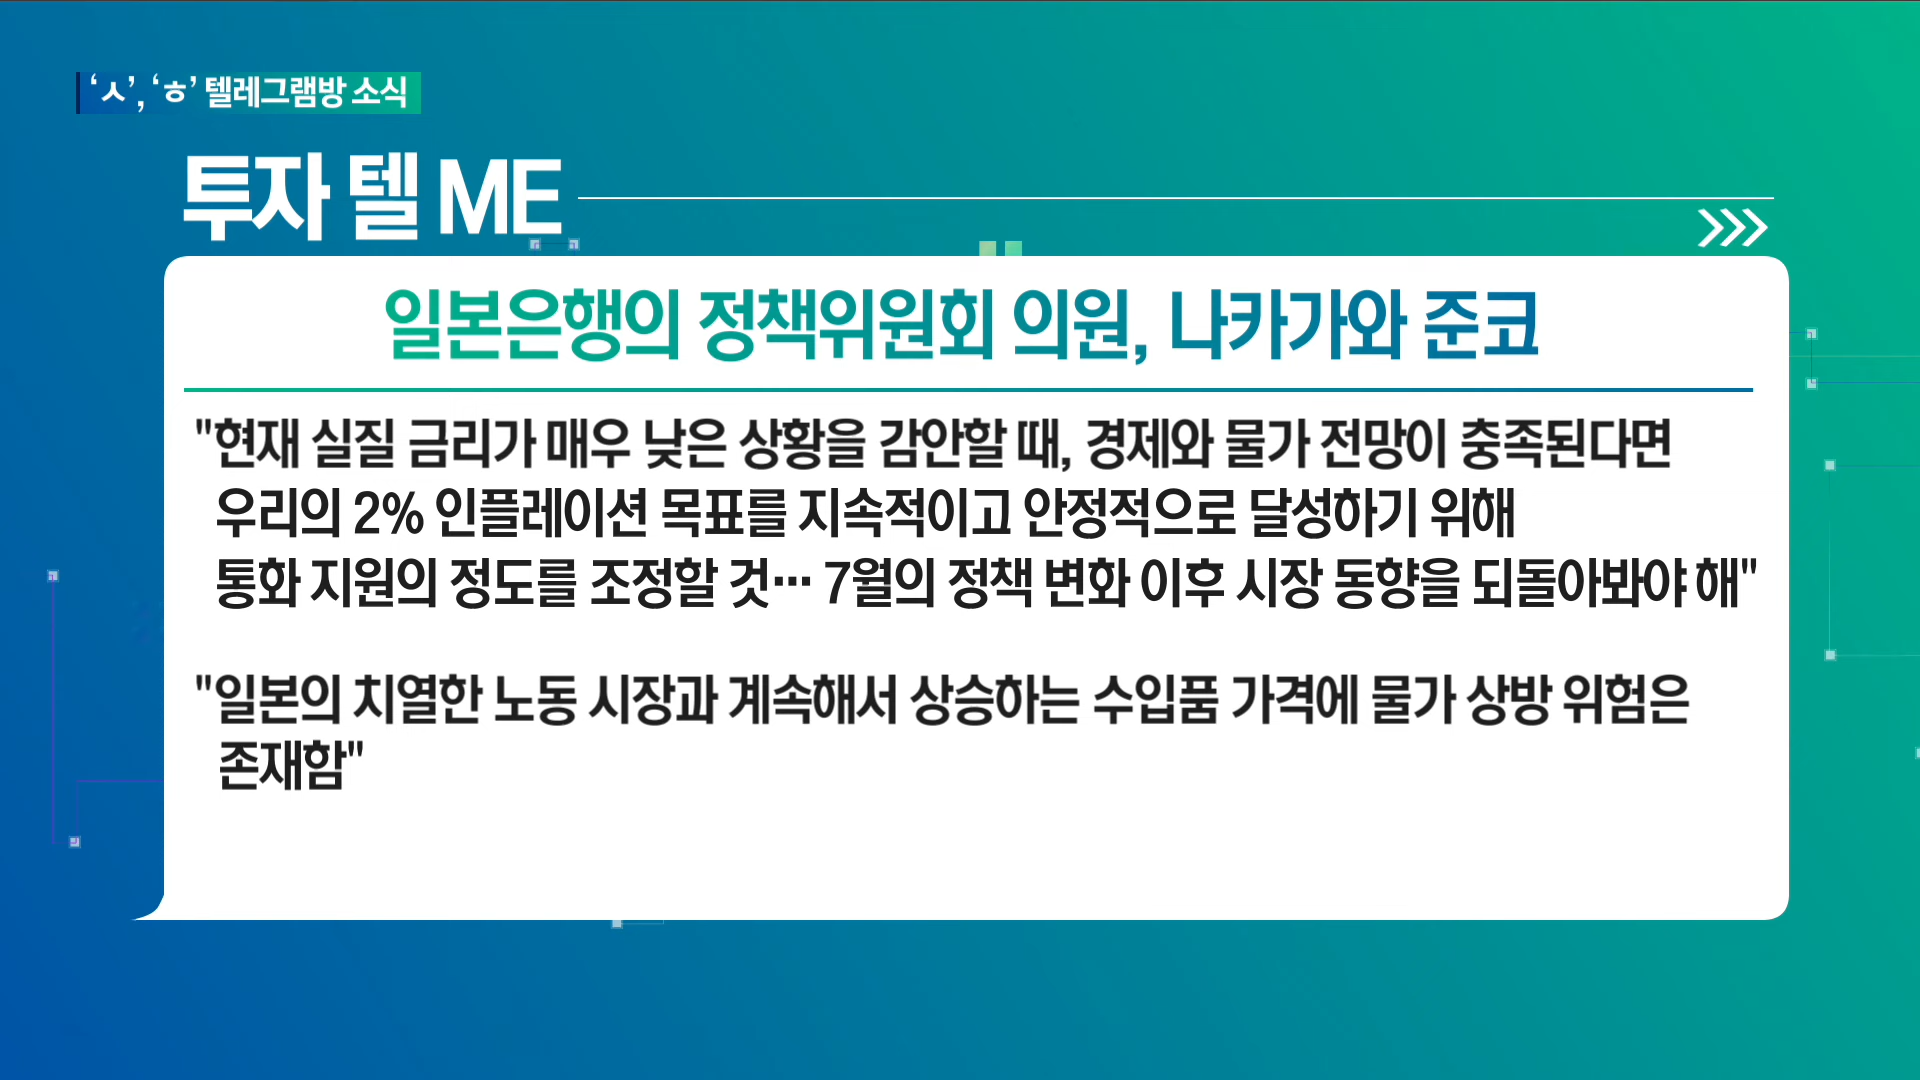 ‘ㅅ’, ‘ㅎ’ 텔레그램방 소식
투자 텔 ME
일본은행의 정책위원회 의원, 나카가와 준코
"현재 실질 금리가 매우 낮은 상황을 감안할 때, 경제와 물가 전망이 충족된다면
우리의 2% 인플레이션 목표를 지속적이고 안정적으로 달성하기 위해
통화 지원의 정도를 조정할 것… 7월의 정책 변화 이후 시장 동향을 되돌아봐야 해"
"일본의 치열한 노동 시장과 계속해서 상승하는 수입품 가격에 물가 상방 위험은
존재함"